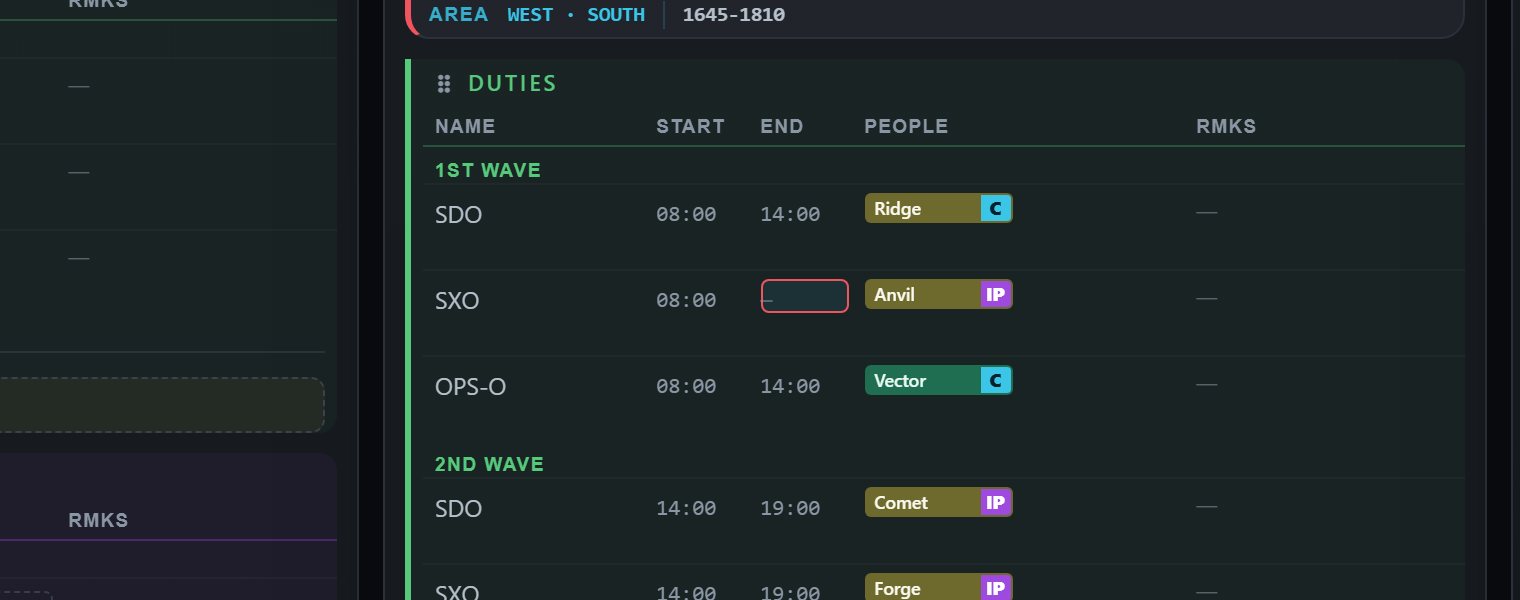 RMKS
—
—
—
RMKS
AREA WEST · SOUTH 1645-1810
DUTIES
NAME START END PEOPLE RMKS
1ST WAVE
SDO 08:00 14:00 Ridge C —
SXO 08:00 — Anvil IP —
OPS-O 08:00 14:00 Vector C —
2ND WAVE
SDO 14:00 19:00 Comet IP —
SXO 14:00 19:00 Forge IP —